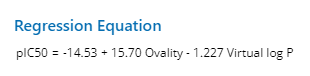 Regression Equation
pIC50 = -14.53 + 15.70 Ovality - 1.227 Virtual log P